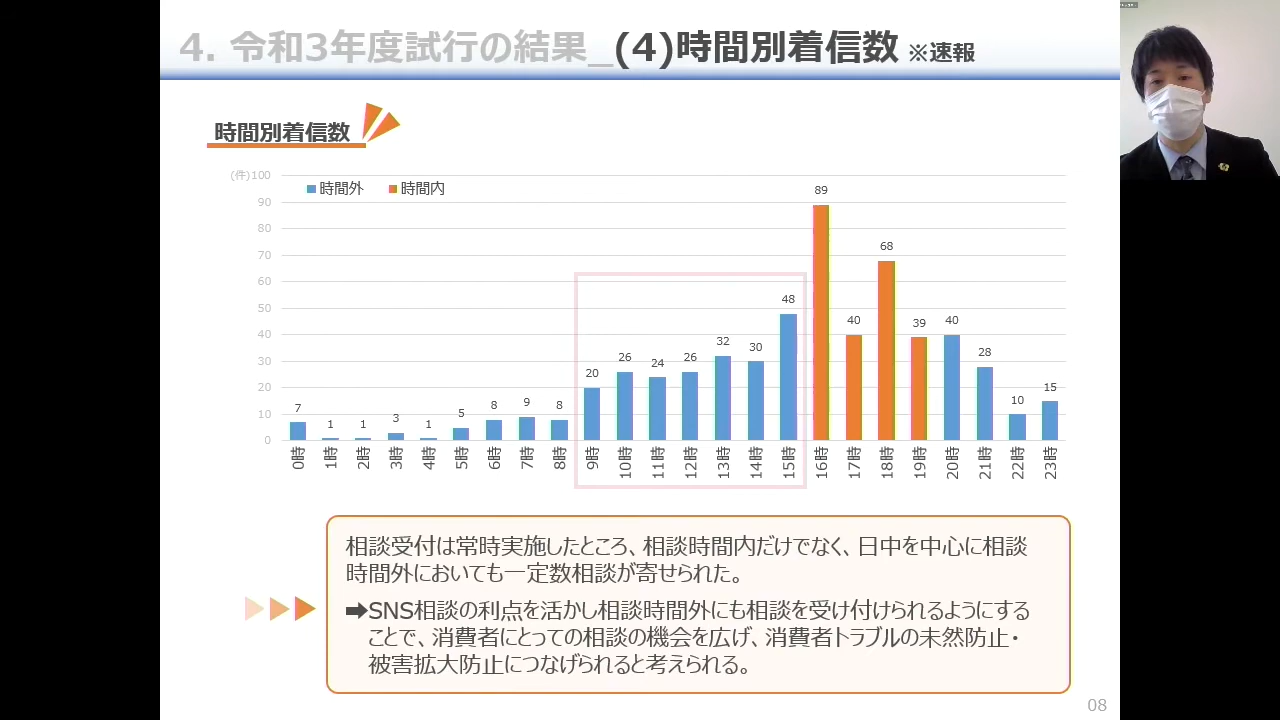 4. 令和3年度試行の結果_(4)時間別着信数 ※速報
時間別着信数
(件)100
90
80
70
60
50
40
30
20
10
0
時間外 時間内
7 1 1 3 1 5 8 9 8 20 26 24 26 32 30 48 89 40 68 39 40 28 10 15
0時 1時 2時 3時 4時 5時 6時 7時 8時 9時 10時 11時 12時 13時 14時 15時 16時 17時 18時 19時 20時 21時 22時 23時
相談受付は常時実施したところ、相談時間内だけでなく、日中を中心に相談
時間外においても一定数相談が寄せられた。
➡SNS相談の利点を活かし相談時間外にも相談を受け付けられるようにする
ことで、消費者にとっての相談の機会を広げ、消費者トラブルの未然防止・
被害拡大防止につなげられると考えられる。
08